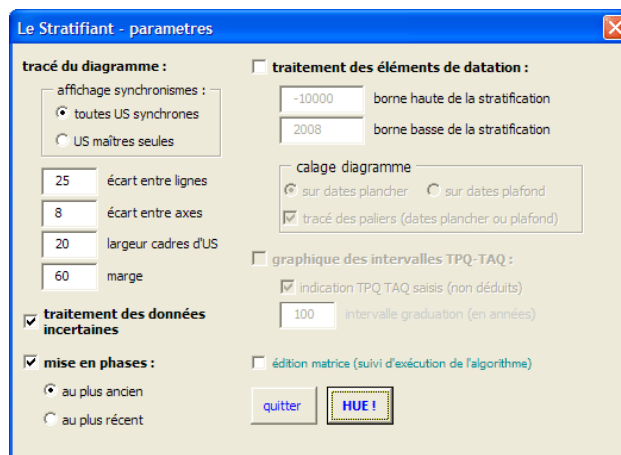 Le Stratifiant - parametres
tracé du diagramme :
affichage synchronismes :
toutes US synchrones
US maîtres seules
25 écart entre lignes
8 écart entre axes
20 largeur cadres d'US
60 marge
traitement des données
incertaines
mise en phases :
au plus ancien
au plus récent
traitement des éléments de datation :
-10000 borne haute de la stratification
2008 borne basse de la stratification
calage diagramme
sur dates plancher sur dates plafond
tracé des paliers (dates plancher ou plafond)
graphique des intervalles TPQ-TAQ :
indication TPQ TAQ saisis (non déduits)
100 intervalle graduation (en années)
édition matrice (suivi d'exécution de l'algorithme)
quitter HUE !